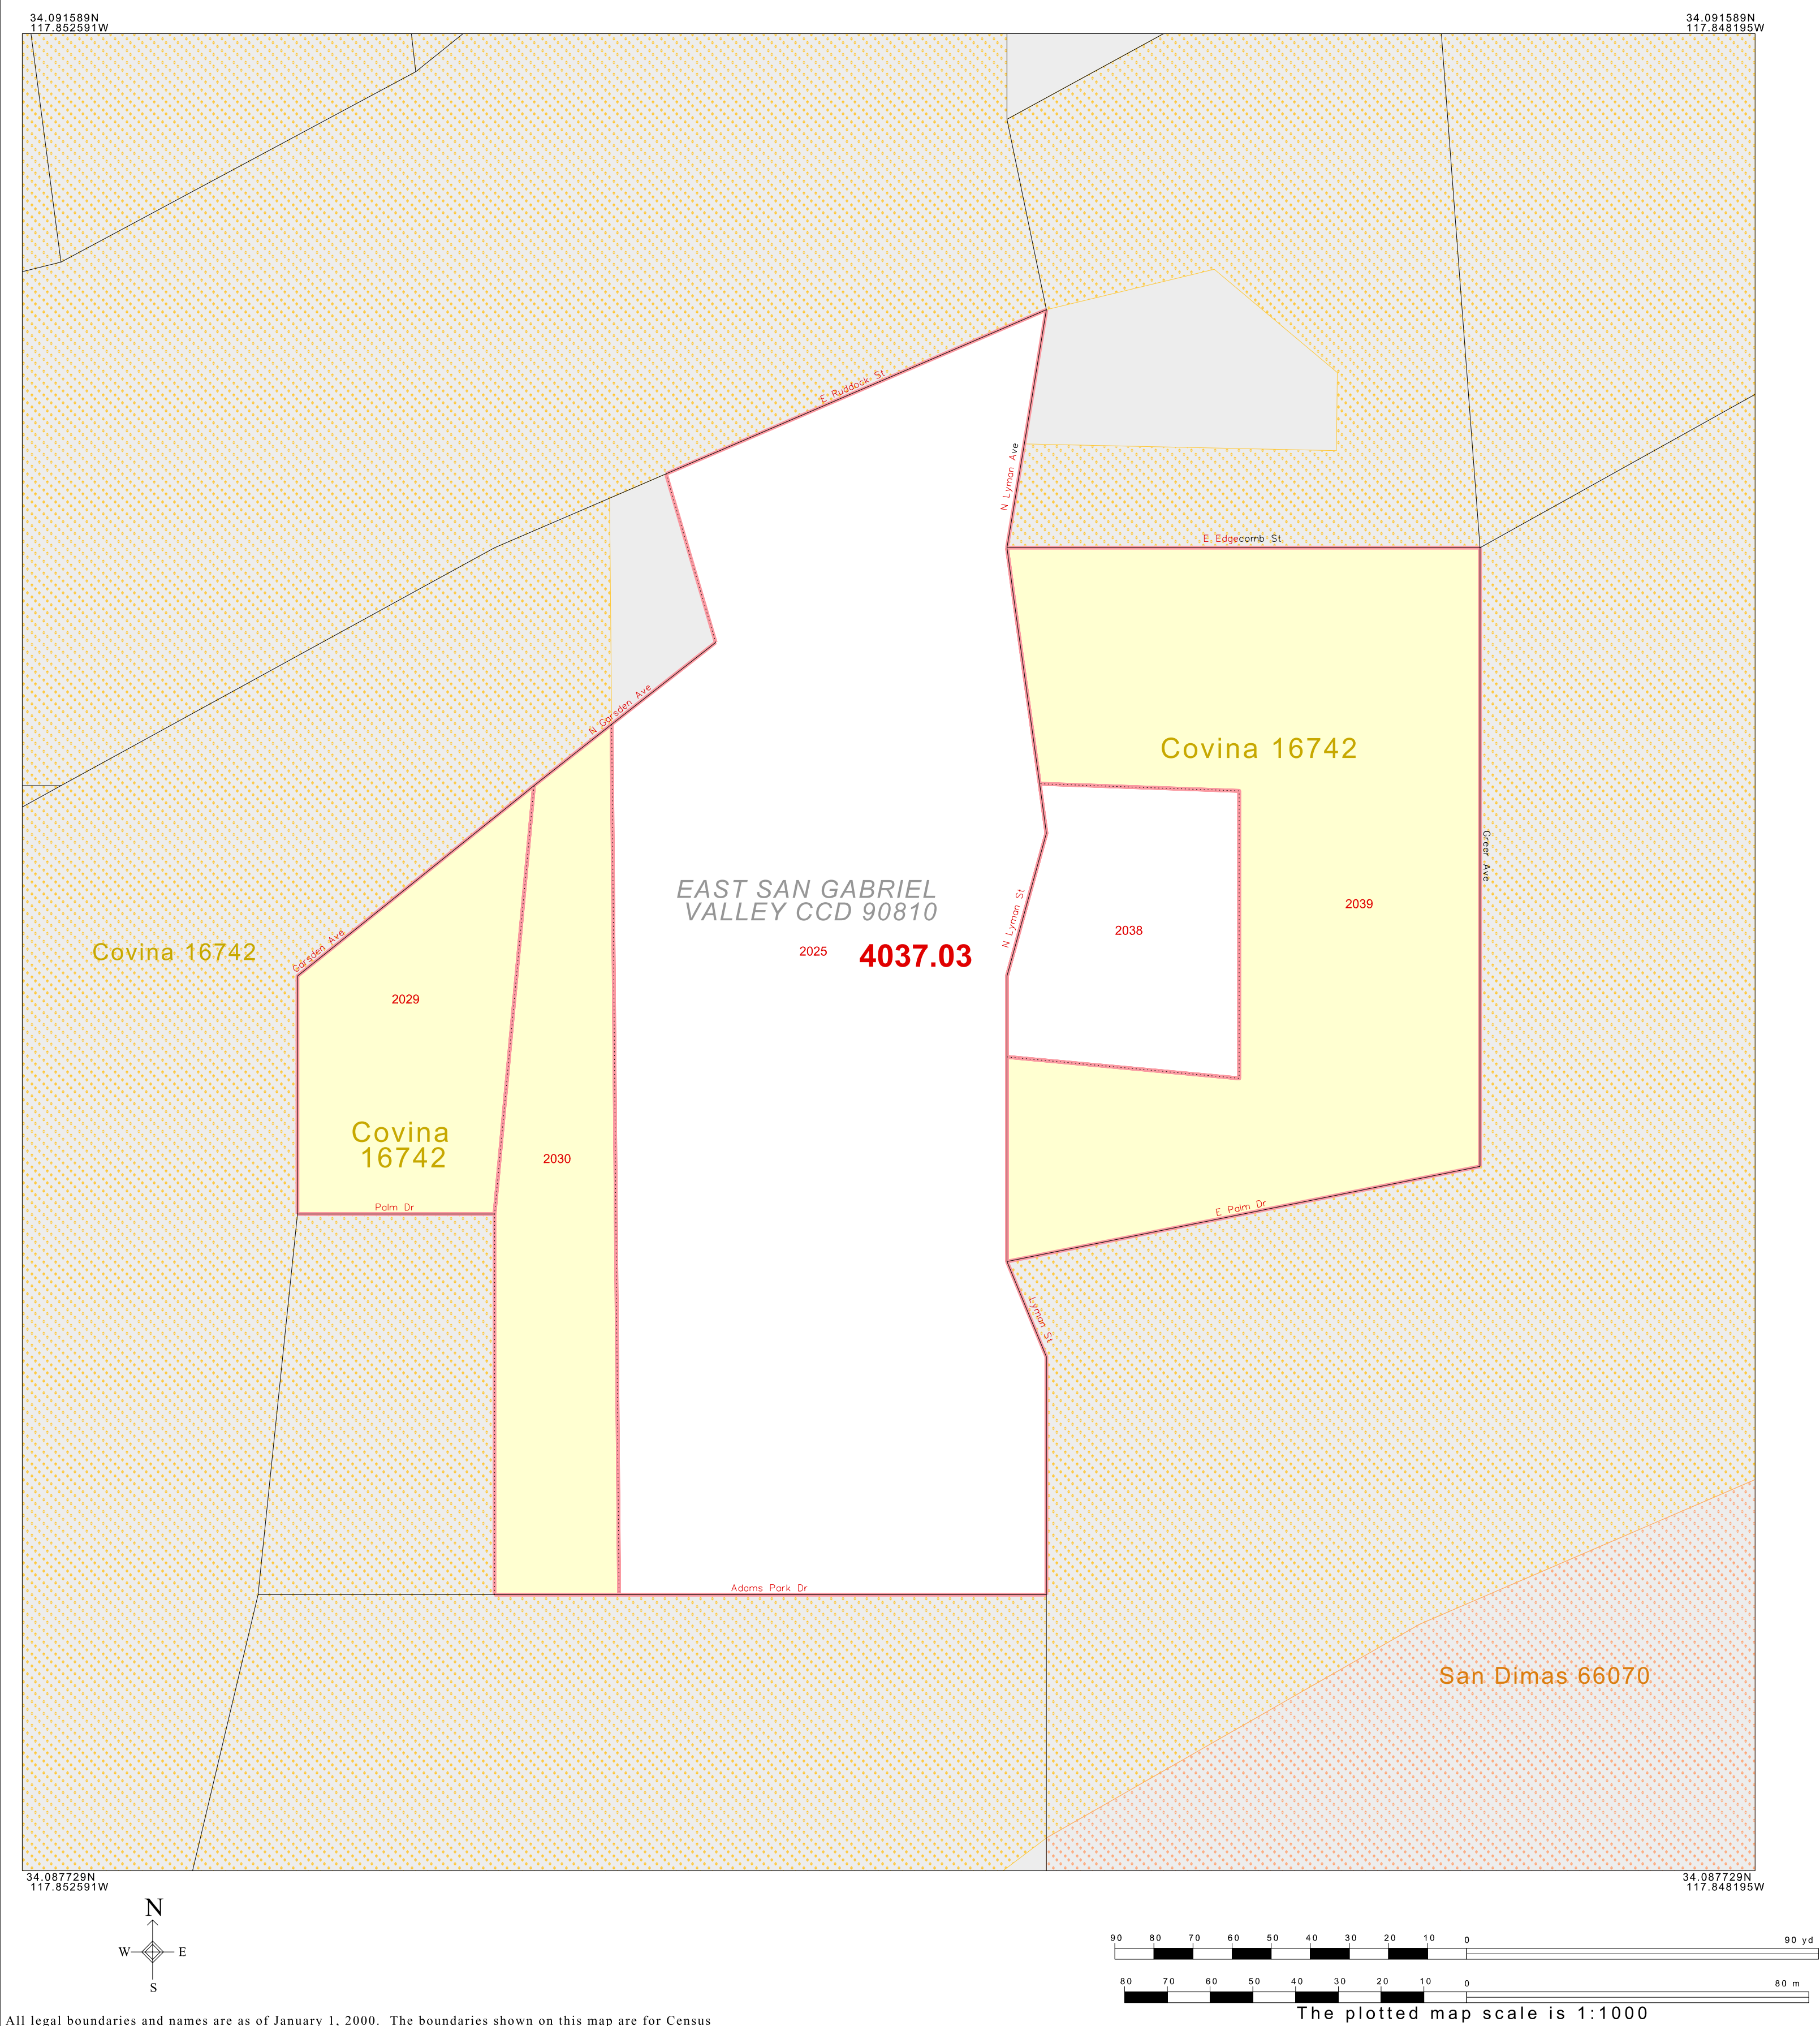 34.091589N
117.852591W
34.091589N
117.848195W
E Ruddock St
N Lyman Ave
E Edgecomb St
N Garsden Ave
Covina 16742
Greer Ave
EAST SAN GABRIEL
VALLEY CCD 90810
2025
4037.03
N Lyman St
2038
2039
Covina 16742
Garsden Ave
2029
Covina
16742
2030
Palm Dr
E Palm Dr
Lyman St
Adams Park Dr
San Dimas 66070
34.087729N
117.852591W
34.087729N
117.848195W
N
W E
S
90 80 70 60 50 40 30 20 10 0 90 yd
80 70 60 50 40 30 20 10 0 80 m
The plotted map scale is 1:1000
All legal boundaries and names are as of January 1, 2000. The boundaries shown on this map are for Census